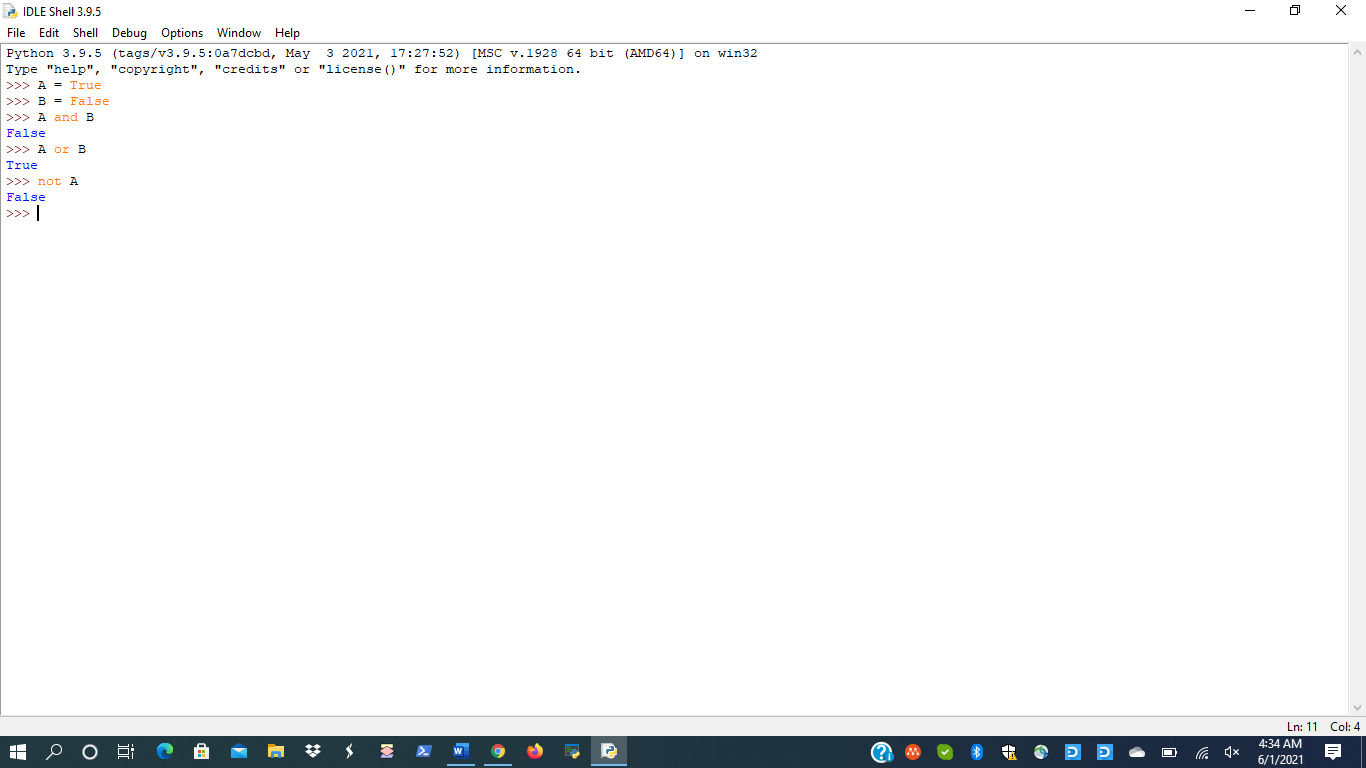 IDLE Shell 3.9.5
File Edit Shell Debug Options Window Help
Python 3.9.5 (tags/v3.9.5:0a7dcbd, May  3 2021, 17:27:52) [MSC v.1928 64 bit (AMD64)] on win32
Type "help", "copyright", "credits" or "license()" for more information.
>>> A = True
>>> B = False
>>> A and B
False
>>> A or B
True
>>> not A
False
>>>
Ln: 11 Col: 4
4:34 AM
6/1/2021